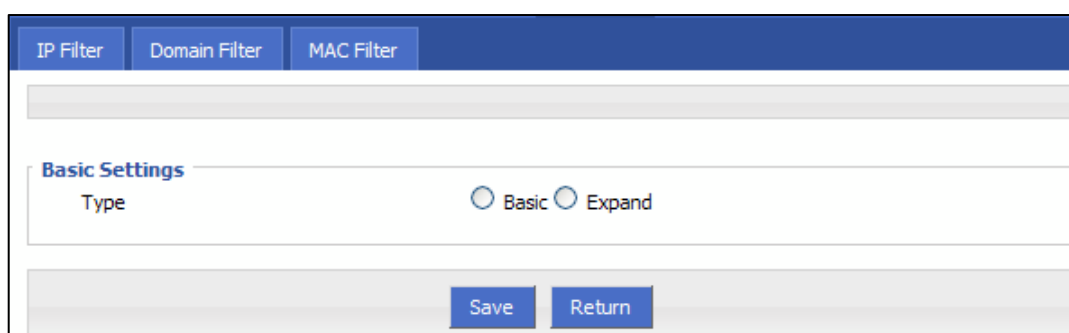 IP Filter Domain Filter MAC Filter
Basic Settings
Type Basic Expand
Save Return